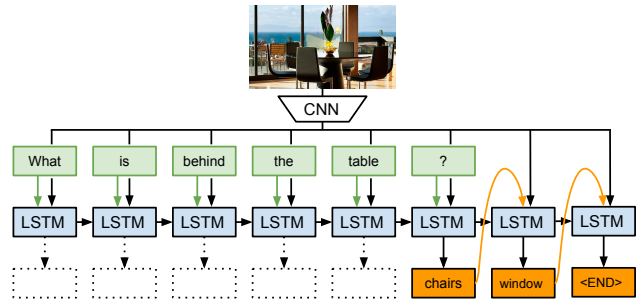 CNN
What is behind the table ?
LSTM LSTM LSTM LSTM LSTM LSTM LSTM LSTM
chairs window <END>